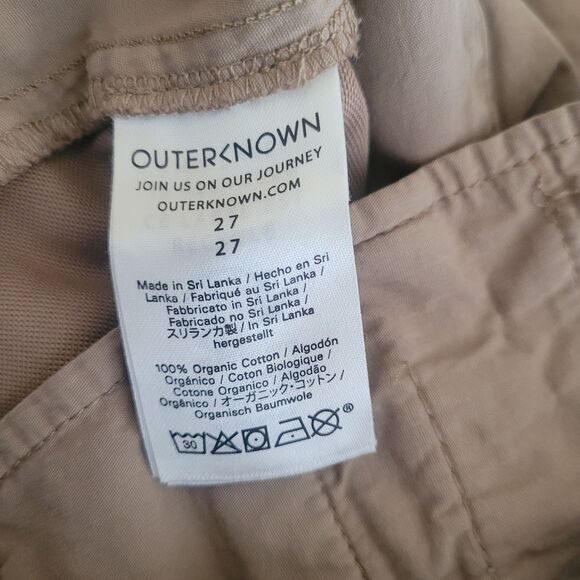 OUTERKNOWN
JOIN US ON OUR JOURNEY
OUTERKNOWN.COM
27
27
Made in Sri Lanka / Hecho en Sri
Lanka / Fabriqué au Sri Lanka /
Fabbricato in Sri Lanka /
Fabricado no Sri Lanka /
スリランカ製 / In Sri Lanka
hergestellt
100% Organic Cotton / Algodón
Orgánico / Coton Biologique /
Cotone Organico / Algodão
Orgânico / オーガニック・コットン /
Organisch Baumwole
30 ®